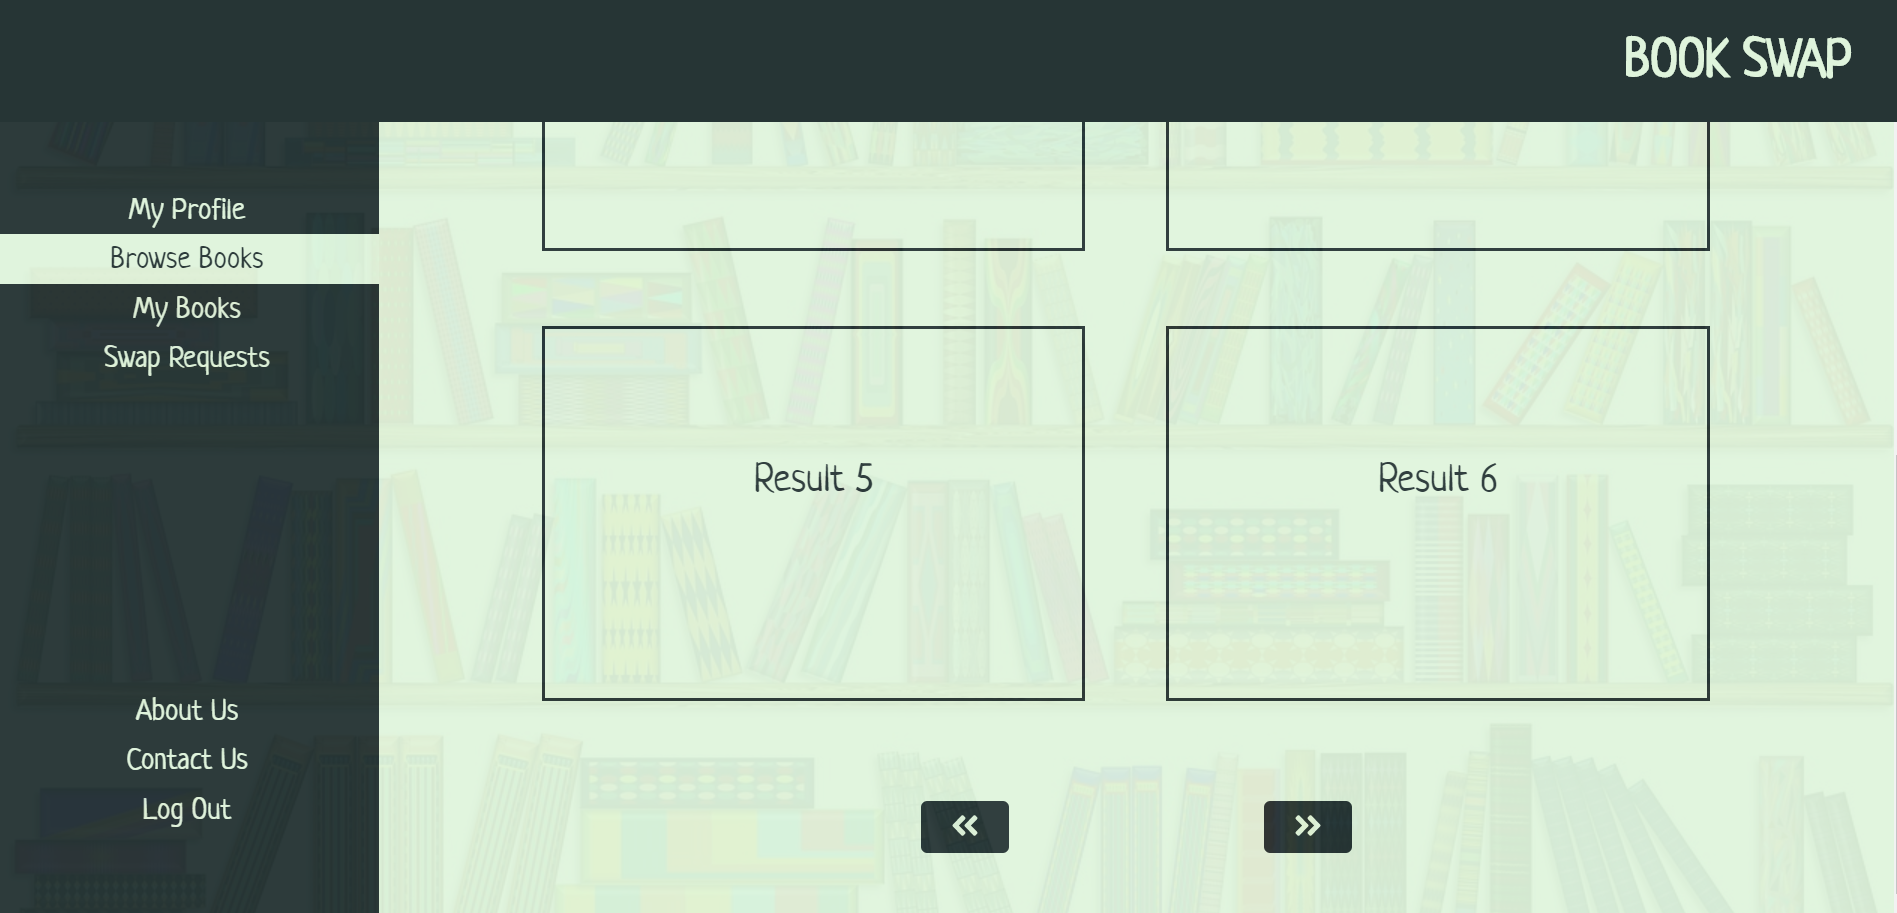 BOOK SWAP
My Profile
Browse Books
My Books
Swap Requests
About Us
Contact Us
Log Out
Result 5
Result 6
«
»